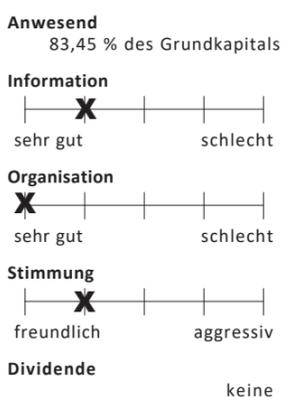 Anwesend
83,45 % des Grundkapitals
Information
X
sehr gut schlecht
Organisation
X
sehr gut schlecht
Stimmung
X
freundlich aggressiv
Dividende
keine